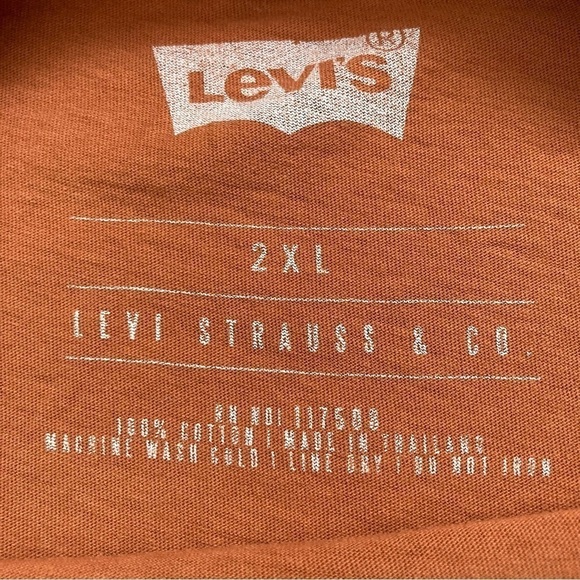 LEVI'S ®
2XL
LEVI STRAUSS & CO.
RN NO: 117508
100% COTTON | MADE IN THAILAND
MACHINE WASH COLD | LINE DRY | DO NOT IRON